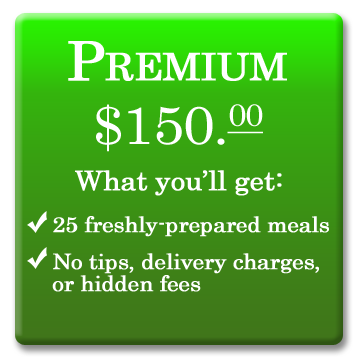 PREMIUM
$150.00
What you'll get:
25 freshly-prepared meals
No tips, delivery charges,
or hidden fees